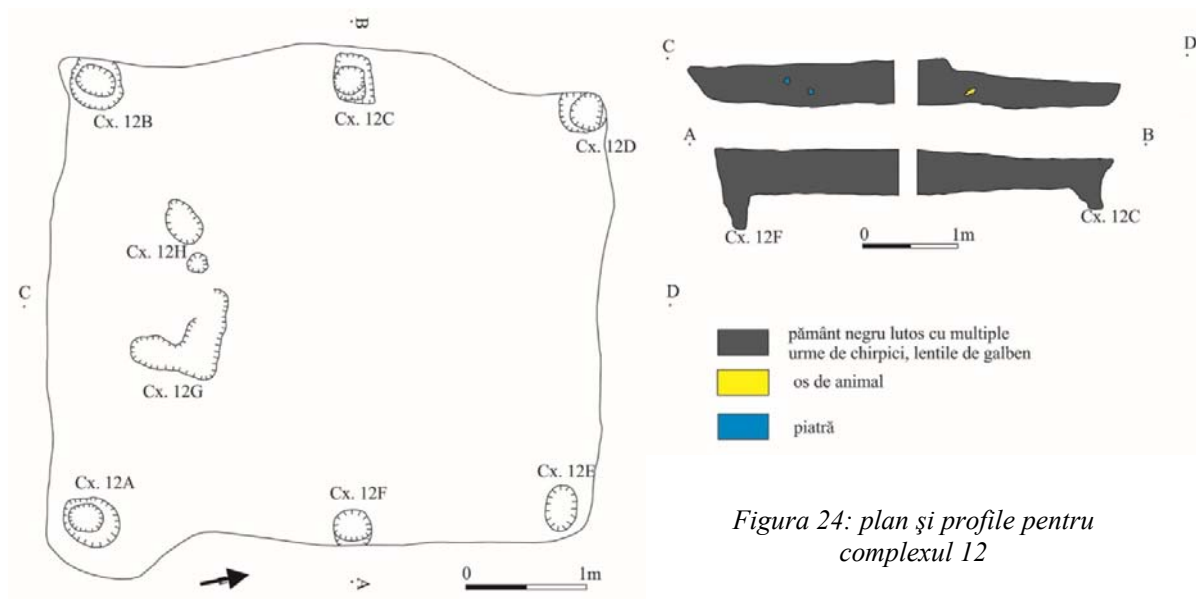 B
Cx. 12B
Cx. 12C
Cx. 12D
Cx. 12H
C
D
Cx. 12G
Cx. 12A
Cx. 12F
Cx. 12E
A
0 1m
C
D
A
B
Cx. 12F
Cx. 12C
0 1m
pământ negru lutos cu multiple
urme de chirpici, lentile de galben
os de animal
piatră
Figura 24: plan şi profile pentru
complexul 12